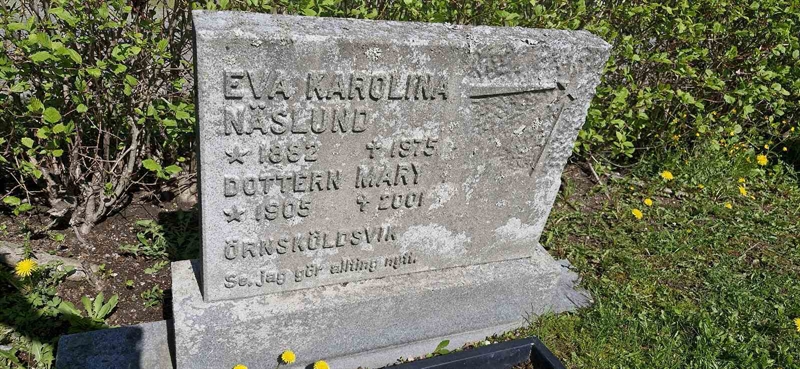 EVA KAROLINA
NÄSLUND
☆ 1882 ✝ 1975
DOTTERN MARY
☆ 1905 ✝ 2001
ÖRNSKÖLDSVIK
Se, jag gör allting nytt.